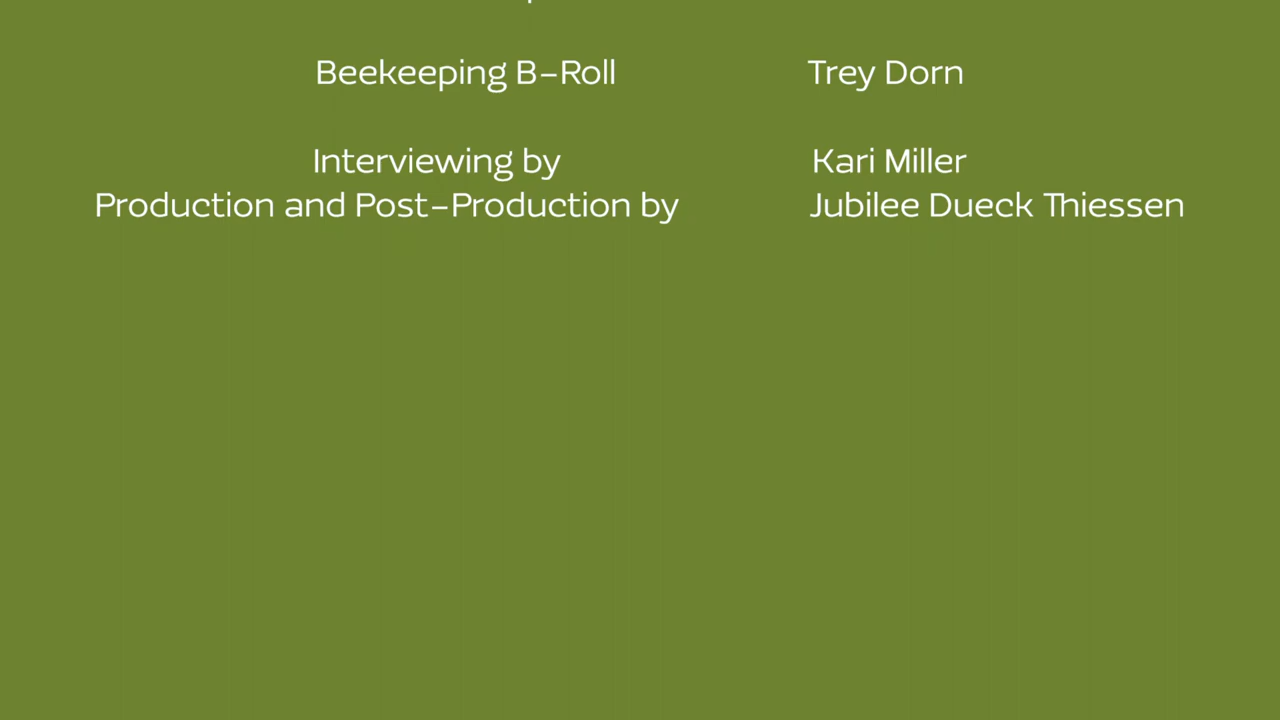 Beekeeping B-Roll Trey Dorn
Interviewing by Kari Miller
Production and Post-Production by Jubilee Dueck Thiessen